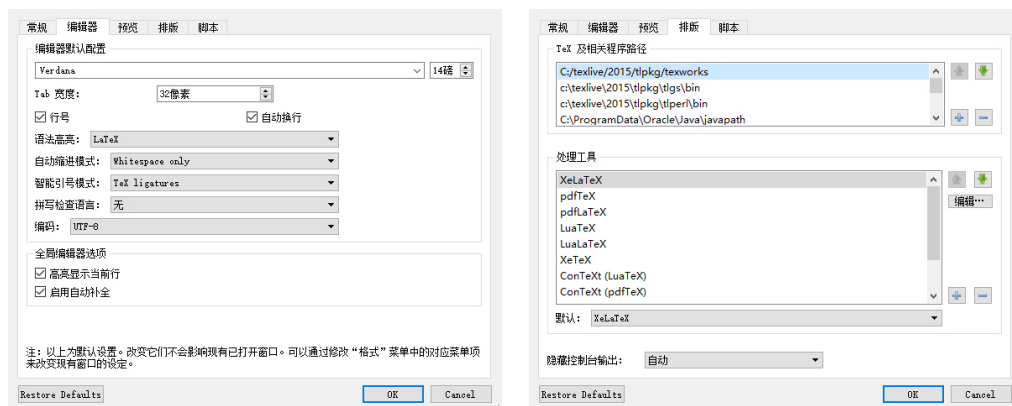 常规 编辑器 预览 排版 脚本
编辑器默认配置
Verdana 14磅
Tab 宽度: 32像素
行号 自动换行
语法高亮: LaTeX
自动缩进模式: Whitespace only
智能引号模式: TeX ligatures
拼写检查语言: 无
编码: UTF-8
全局编辑器选项
高亮显示当前行
启用自动补全
注: 以上为默认设置。改变它们不会影响现有已打开窗口。可以通过修改“格式”菜单中的对应菜单项
来改变现有窗口的设定。
Restore Defaults OK Cancel
常规 编辑器 预览 排版 脚本
TeX 及相关程序路径
C:/texlive/2015/tlpkg/texworks
c:\texlive\2015\tlpkg\tlgs\bin
c:\texlive\2015\tlpkg\tlperl\bin
C:\ProgramData\Oracle\Java\javapath
处理工具
XeLaTeX
pdfTeX
编辑…
pdfLaTeX
LuaTeX
LuaLaTeX
XeTeX
ConTeXt (LuaTeX)
ConTeXt (pdfTeX)
默认: XeLaTeX
隐藏控制台输出: 自动
Restore Defaults OK Cancel